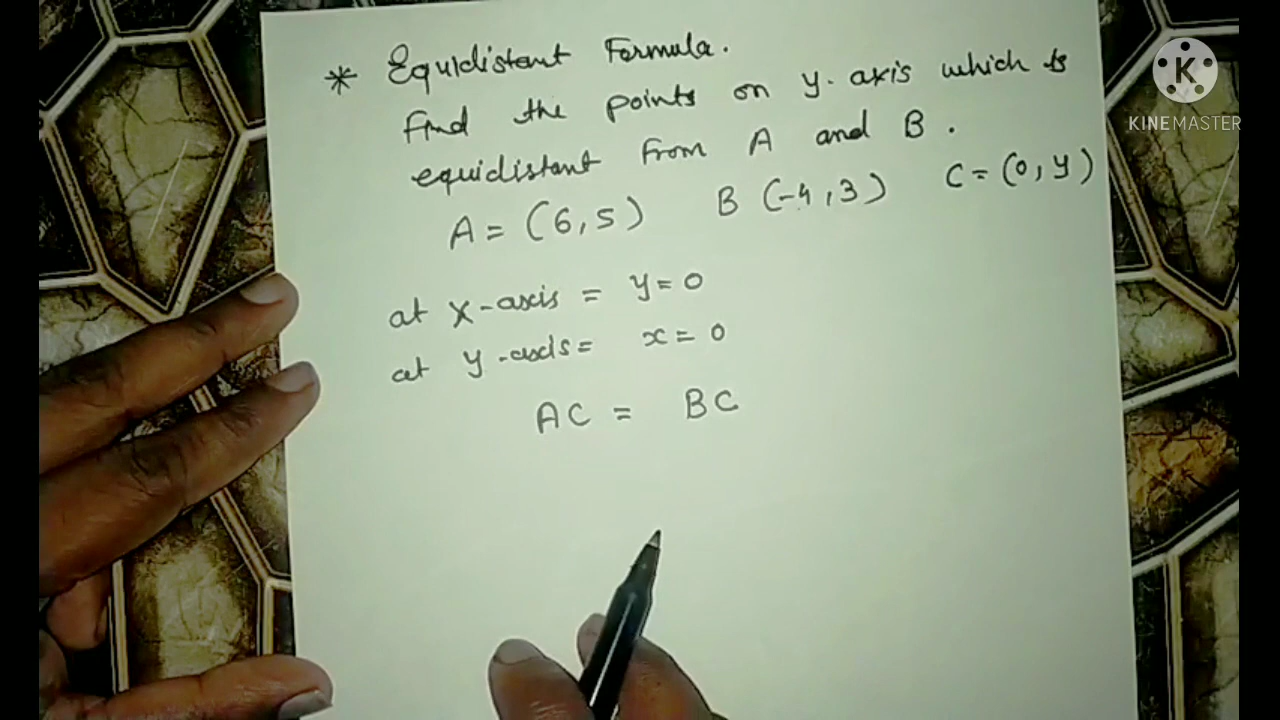 * Equidistant Formula.
find the points on y-axis which is
equidistant from A and B.
A = (6,5) B (-4,3) C = (0, y)
at x-axis = y=0
at y-axis= x=0
AC = BC
K
KINEMASTER